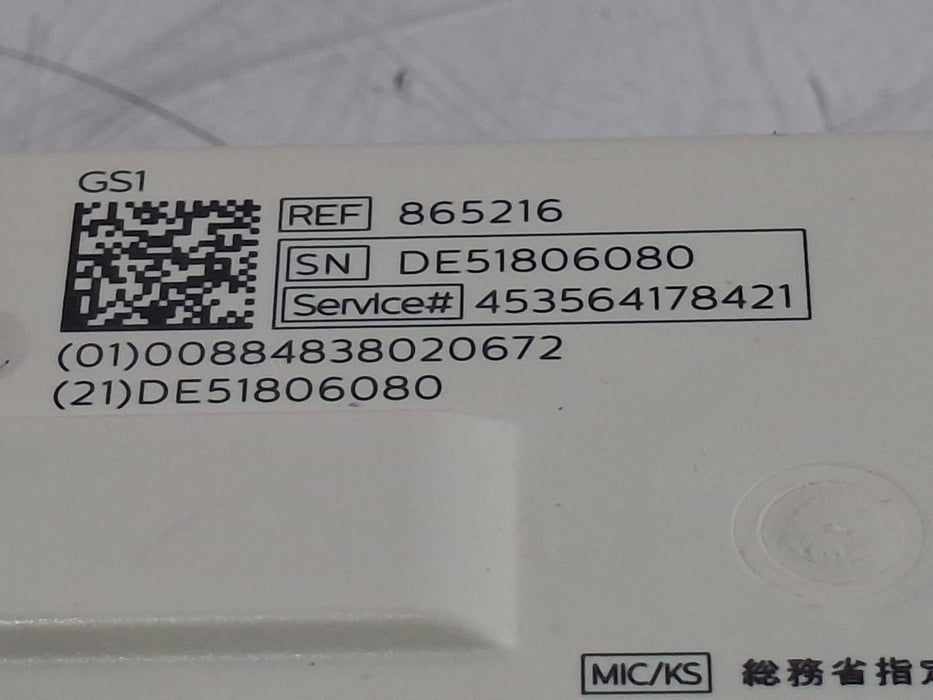 GS1
REF 865216
SN DE51806080
Service# 453564178421
(01)00884838020672
(21)DE51806080
MIC/KS 総務省指定